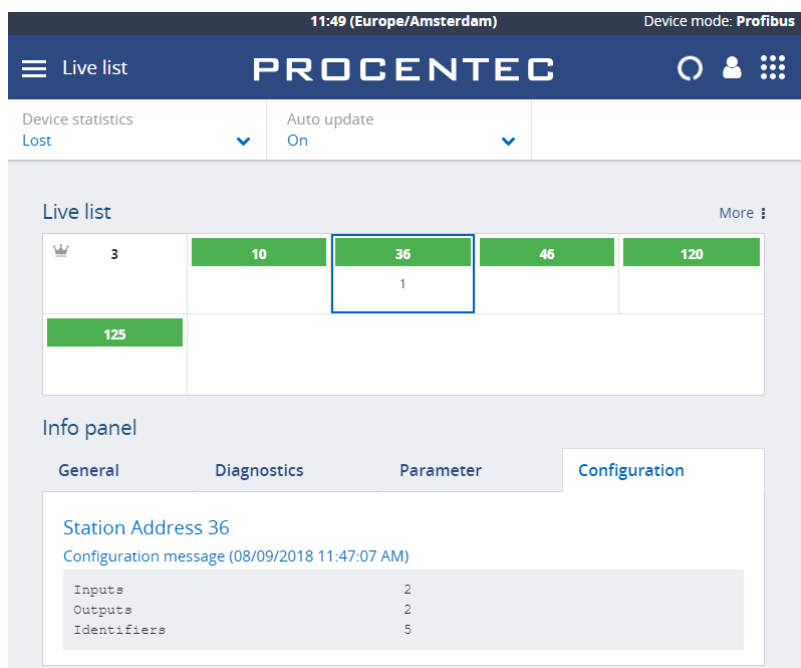 11:49 (Europe/Amsterdam) Device mode: Profibus
Live list PROCENTEC
Device statistics Auto update
Lost On
Live list More
3 10 36 46 120
1
125
Info panel
General Diagnostics Parameter Configuration
Station Address 36
Configuration message (08/09/2018 11:47:07 AM)
Inputs 2
Outputs 2
Identifiers 5